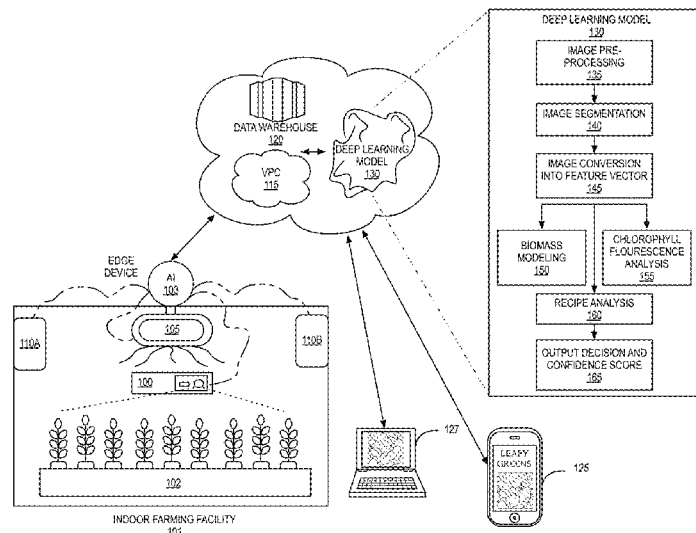 DEEP LEARNING MODEL
130
IMAGE PRE-
PROCESSING
135
IMAGE SEGMENTATION
140
IMAGE CONVERSION
INTO FEATURE VECTOR
145
BIOMASS
MODELING
150
CHLOROPHYLL
FLOURESCENCE
ANALYSIS
155
RECIPE ANALYSIS
160
OUTPUT DECISION AND
CONFIDENCE SCORE
165
DATA WAREHOUSE
120
VPC
115
DEEP LEARNING
MODEL
130
EDGE
DEVICE
AI
103
105
110A
110B
100
102
INDOOR FARMING FACILITY
101
127
LEAFY
GREENS
125